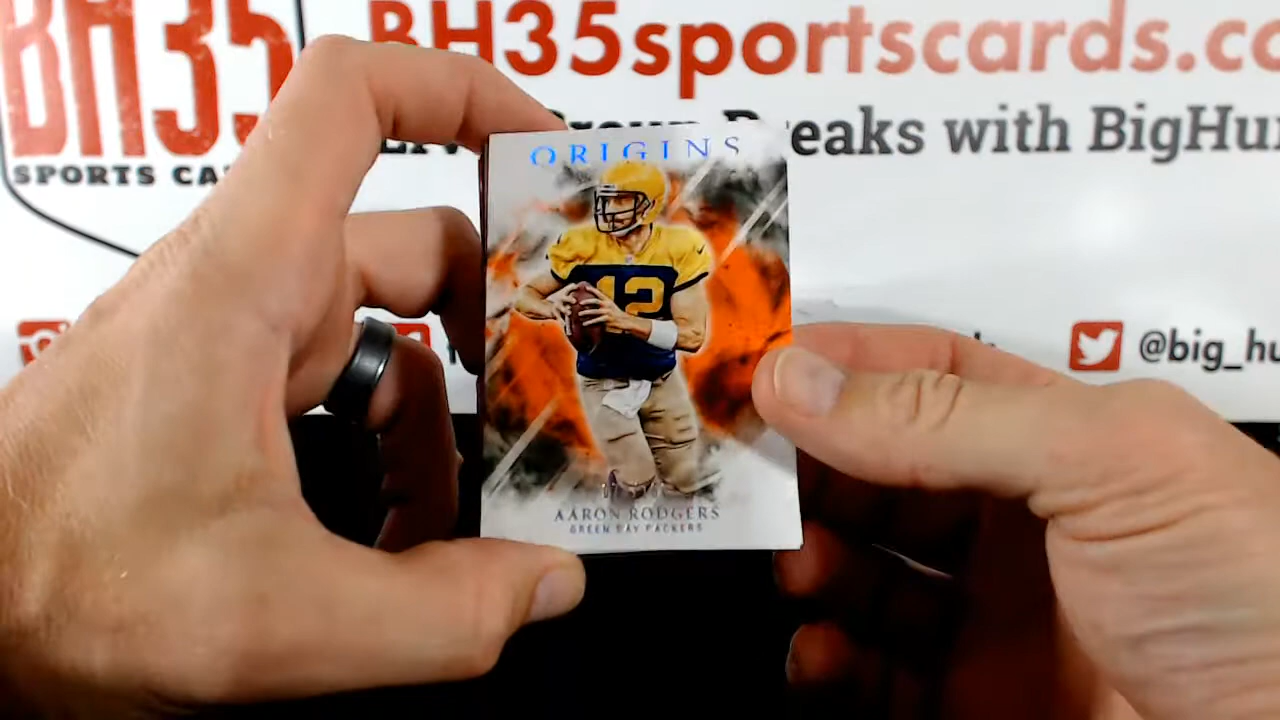 BH35
SPORTS CA
BH35sportscards.co
eaks with BigHu
@big_hu
ORIGINS
12
AARON RODGERS
GREEN BAY PACKERS